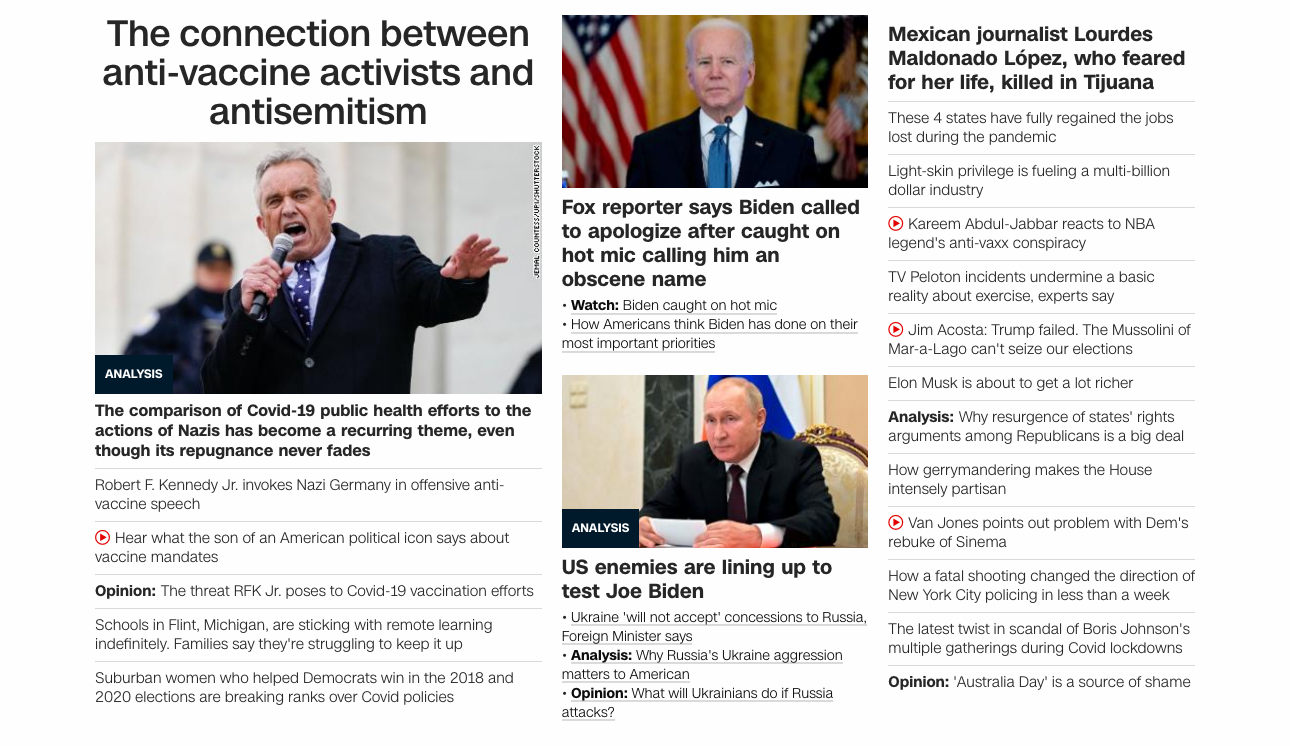 The connection between
anti-vaccine activists and
antisemitism
JEMAL COUNTESS/UPI/SHUTTERSTOCK
ANALYSIS
The comparison of Covid-19 public health efforts to the
actions of Nazis has become a recurring theme, even
though its repugnance never fades
Robert F. Kennedy Jr. invokes Nazi Germany in offensive anti-
vaccine speech
Hear what the son of an American political icon says about
vaccine mandates
Opinion: The threat RFK Jr. poses to Covid-19 vaccination efforts
Schools in Flint, Michigan, are sticking with remote learning
indefinitely. Families say they're struggling to keep it up
Suburban women who helped Democrats win in the 2018 and
2020 elections are breaking ranks over Covid policies
Fox reporter says Biden called
to apologize after caught on
hot mic calling him an
obscene name
• Watch: Biden caught on hot mic
• How Americans think Biden has done on their
most important priorities
ANALYSIS
US enemies are lining up to
test Joe Biden
• Ukraine 'will not accept' concessions to Russia,
Foreign Minister says
• Analysis: Why Russia's Ukraine aggression
matters to American
• Opinion: What will Ukrainians do if Russia
attacks?
Mexican journalist Lourdes
Maldonado López, who feared
for her life, killed in Tijuana
These 4 states have fully regained the jobs
lost during the pandemic
Light-skin privilege is fueling a multi-billion
dollar industry
Kareem Abdul-Jabbar reacts to NBA
legend's anti-vaxx conspiracy
TV Peloton incidents undermine a basic
reality about exercise, experts say
Jim Acosta: Trump failed. The Mussolini of
Mar-a-Lago can't seize our elections
Elon Musk is about to get a lot richer
Analysis: Why resurgence of states' rights
arguments among Republicans is a big deal
How gerrymandering makes the House
intensely partisan
Van Jones points out problem with Dem's
rebuke of Sinema
How a fatal shooting changed the direction of
New York City policing in less than a week
The latest twist in scandal of Boris Johnson's
multiple gatherings during Covid lockdowns
Opinion: 'Australia Day' is a source of shame